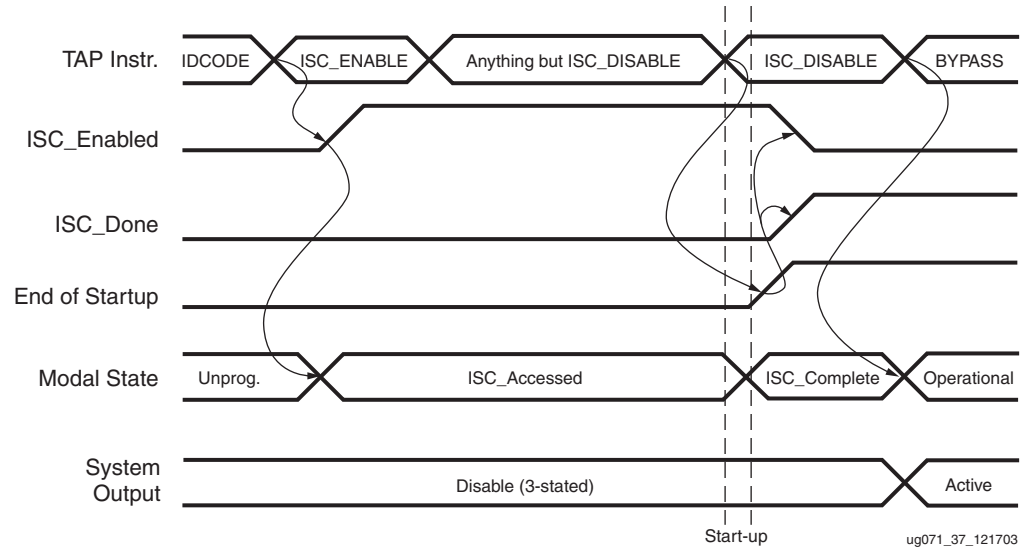 TAP Instr.
IDCODE
ISC_ENABLE
Anything but ISC_DISABLE
ISC_DISABLE
BYPASS
ISC_Enabled
ISC_Done
End of Startup
Modal State
Unprog.
ISC_Accessed
ISC_Complete
Operational
System
Output
Disable (3-stated)
Active
Start-up
ug071_37_121703